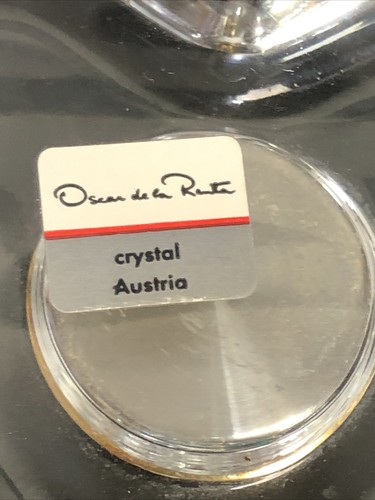 Oscar de la Renta
crystal
Austria